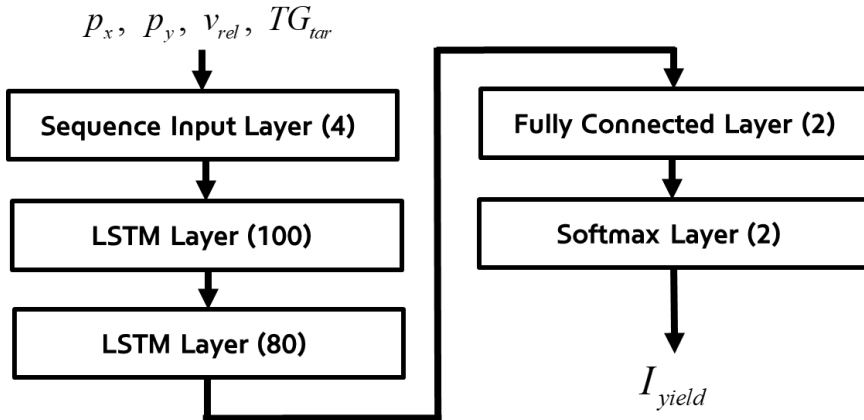 p_x, p_y, v_rel, TG_tar
Sequence Input Layer (4)
LSTM Layer (100)
LSTM Layer (80)
Fully Connected Layer (2)
Softmax Layer (2)
I_yield